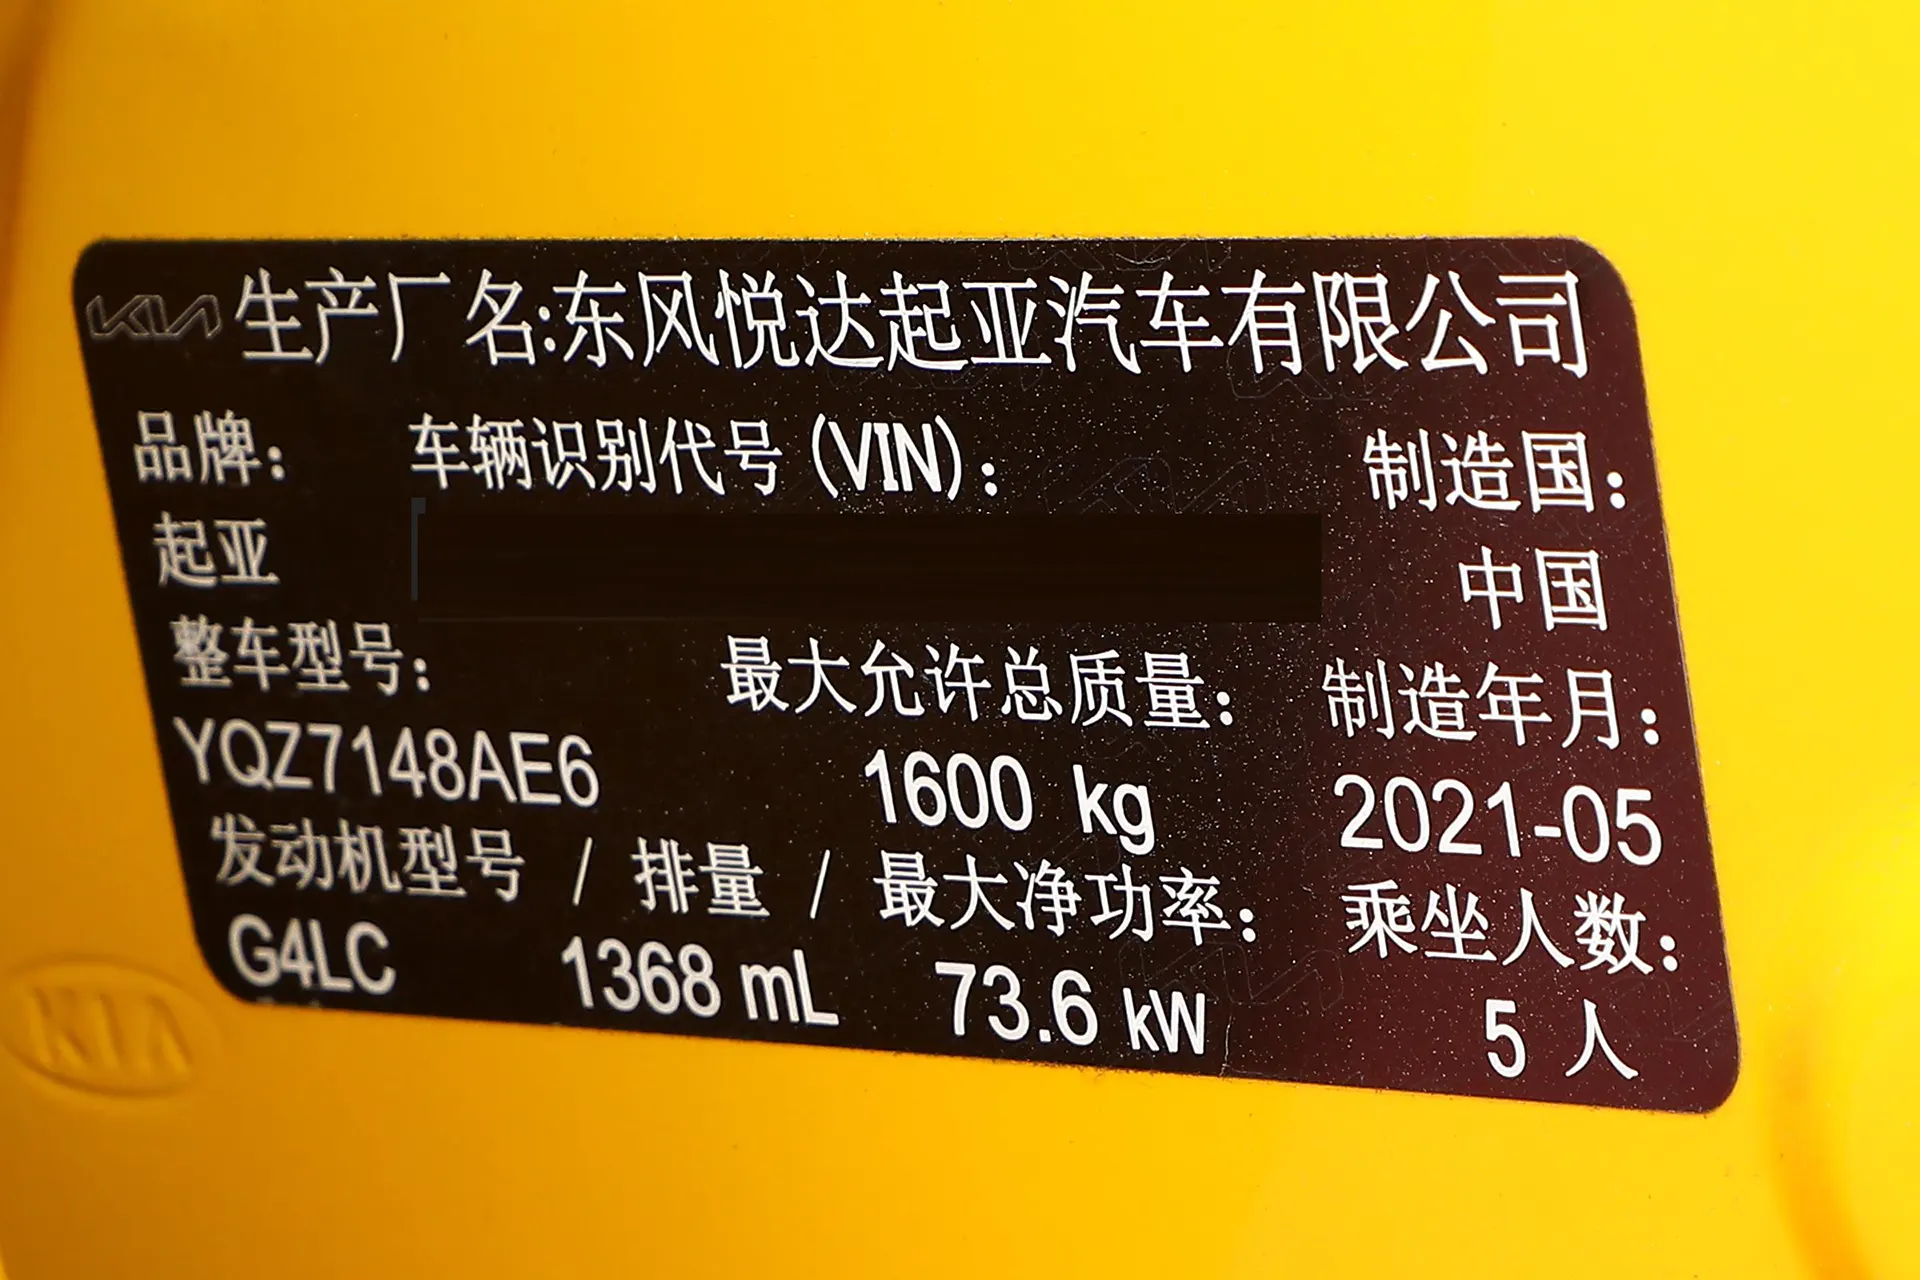 KIA 生产厂名:东风悦达起亚汽车有限公司
品牌: 车辆识别代号 (VIN): 制造国:
起亚 中国
整车型号: 最大允许总质量: 制造年月:
YQZ7148AE6 1600 kg 2021-05
发动机型号 / 排量 / 最大净功率: 乘坐人数:
G4LC 1368 mL 73.6 kW 5 人
KIA